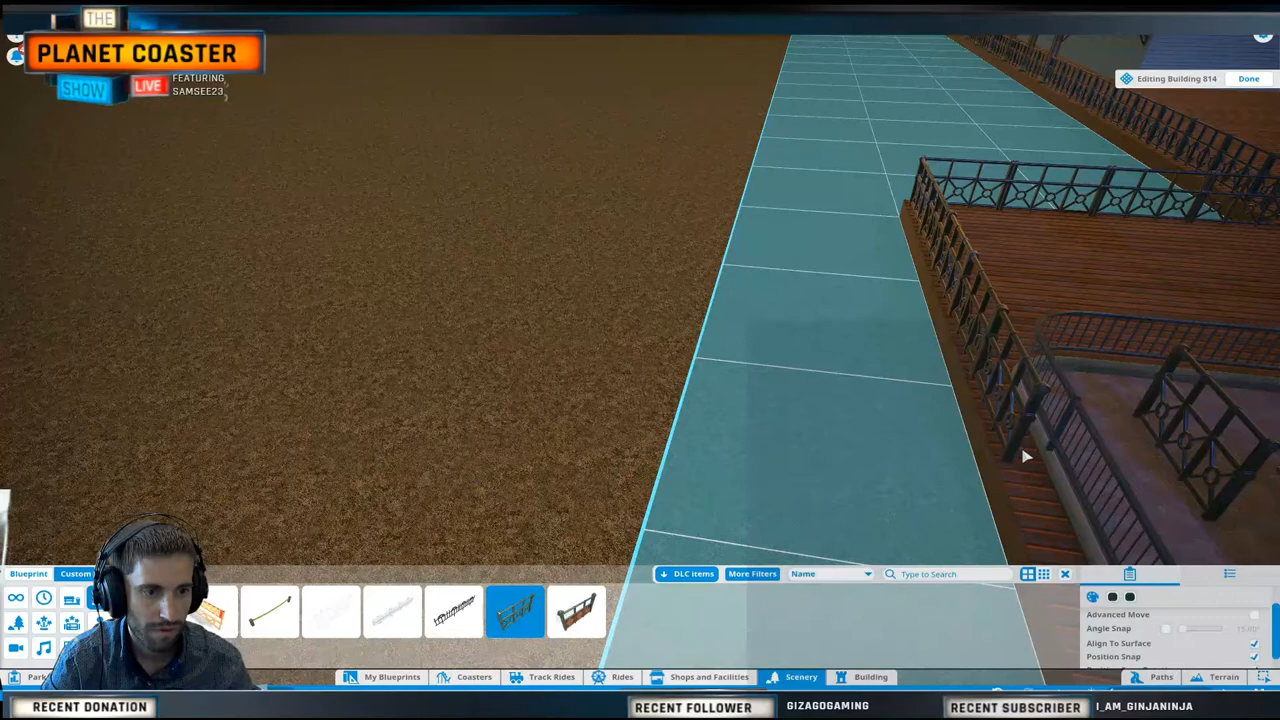 THE
PLANET COASTER
SHOW
LIVE
FEATURING
SAMSEE23
Editing Building 814
Done
Blueprint
Custom
DLC items
More Filters
Name
Type to Search
Advanced Move
Angle Snap
Align To Surface
Position Snap
Park
My Blueprints
Coasters
Track Rides
Rides
Shops and Facilities
Scenery
Building
Paths
Terrain
RECENT DONATION
RECENT FOLLOWER
GIZAGOGAMING
RECENT SUBSCRIBER
I_AM_GINJANINJA